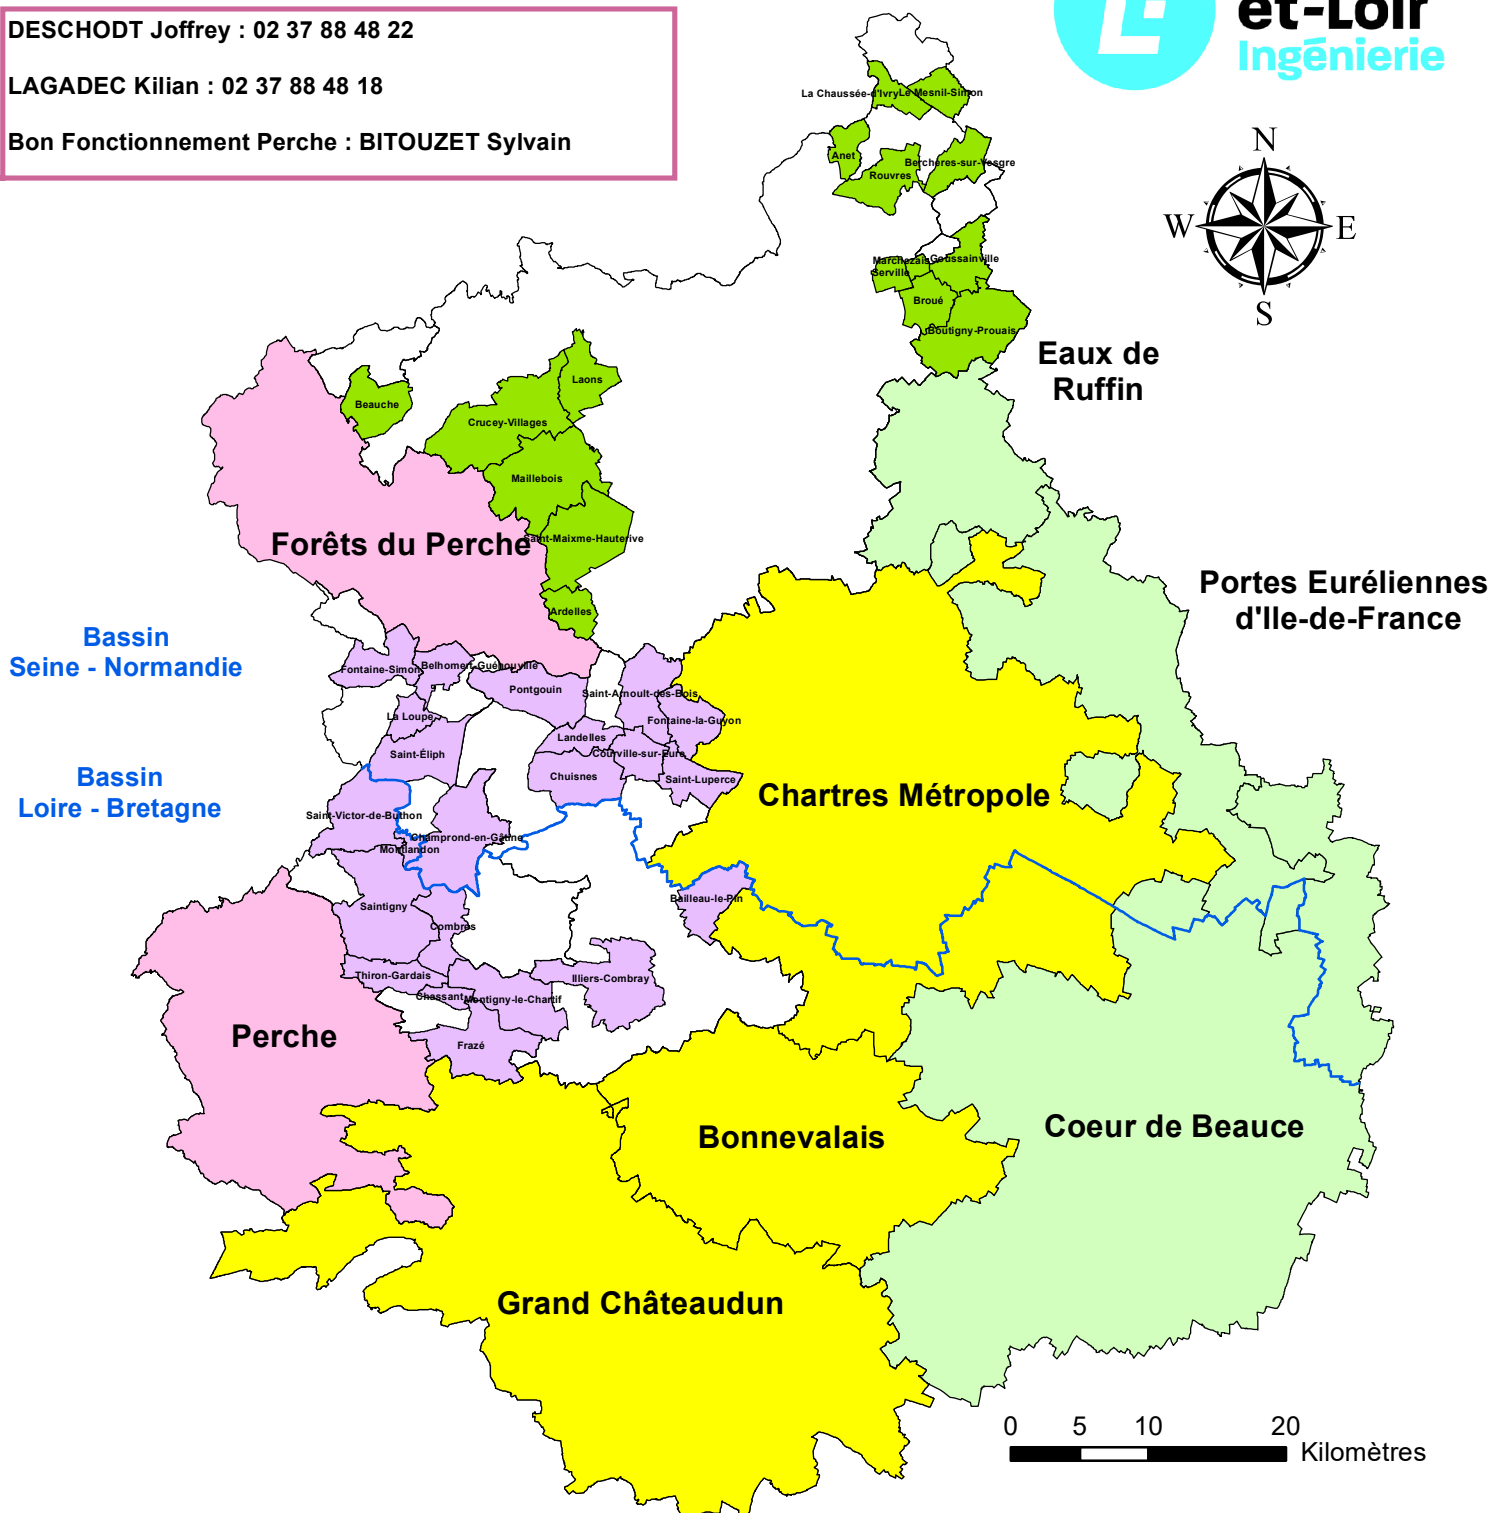 DESCHODT Joffrey : 02 37 88 48 22
LAGADEC Kilian : 02 37 88 48 18
Bon Fonctionnement Perche : BITOUZET Sylvain
et-Loir
Ingénierie
N
W
E
S
La Chaussée-d'Ivry
Le Mesnil-Simon
Anet
Berchères-sur-Vesgre
Rouvres
Marchezais
Goussainville
Serville
Broué
Boutigny-Prouais
Eaux de
Ruffin
Laons
Beauche
Crucey-Villages
Maillebois
Saint-Maixme-Hauterive
Forêts du Perche
Ardelles
Portes Euréliennes
d'Ile-de-France
Bassin
Seine - Normandie
Fontaine-Simon
Belhomert-Guéhouville
Pontgouin
Saint-Arnoult-des-Bois
La Loupe
Fontaine-la-Guyon
Landelles
Saint-Éliph
Courville-sur-Eure
Chuisnes
Saint-Luperce
Bassin
Loire - Bretagne
Chartres Métropole
Saint-Victor-de-Buthon
Champrond-en-Gâtine
Montlandon
Saintigny
Bailleau-le-Pin
Combres
Thiron-Gardais
Illiers-Combray
Chassant
Montigny-le-Chartif
Perche
Frazé
Coeur de Beauce
Bonnevalais
Grand Châteaudun
0 5 10 20
Kilomètres